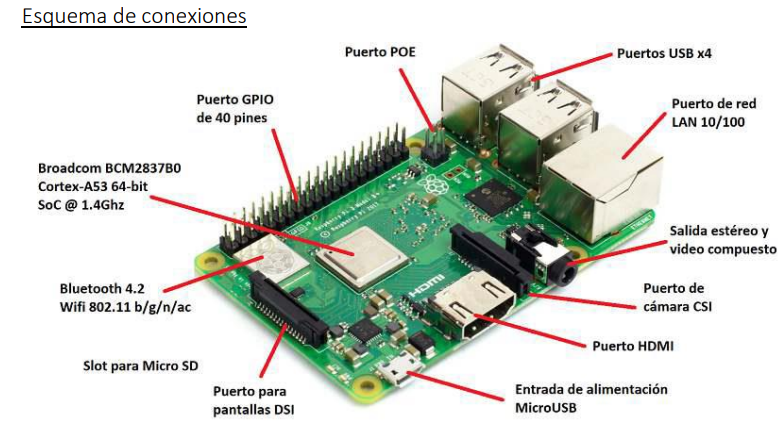 Esquema de conexiones
Puerto POE
Puertos USB x4
Puerto GPIO
de 40 pines
Puerto de red
LAN 10/100
Broadcom BCM2837B0
Cortex-A53 64-bit
SoC @ 1.4Ghz
Salida estéreo y
video compuesto
Bluetooth 4.2
Wifi 802.11 b/g/n/ac
Puerto de
cámara CSI
HDMI
Puerto HDMI
Slot para Micro SD
Puerto para
pantallas DSI
Entrada de alimentación
MicroUSB
ETHERNET